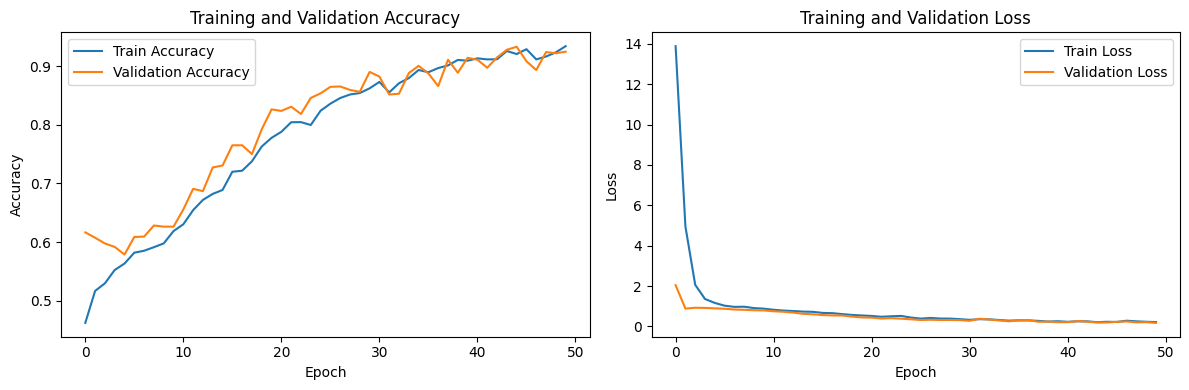 Training and Validation Accuracy
Train Accuracy
Validation Accuracy
0.9
0.8
0.7
0.6
0.5
Accuracy
0 10 20 30 40 50
Epoch
Training and Validation Loss
Train Loss
Validation Loss
14
12
10
8
6
4
2
0
Loss
0 10 20 30 40 50
Epoch